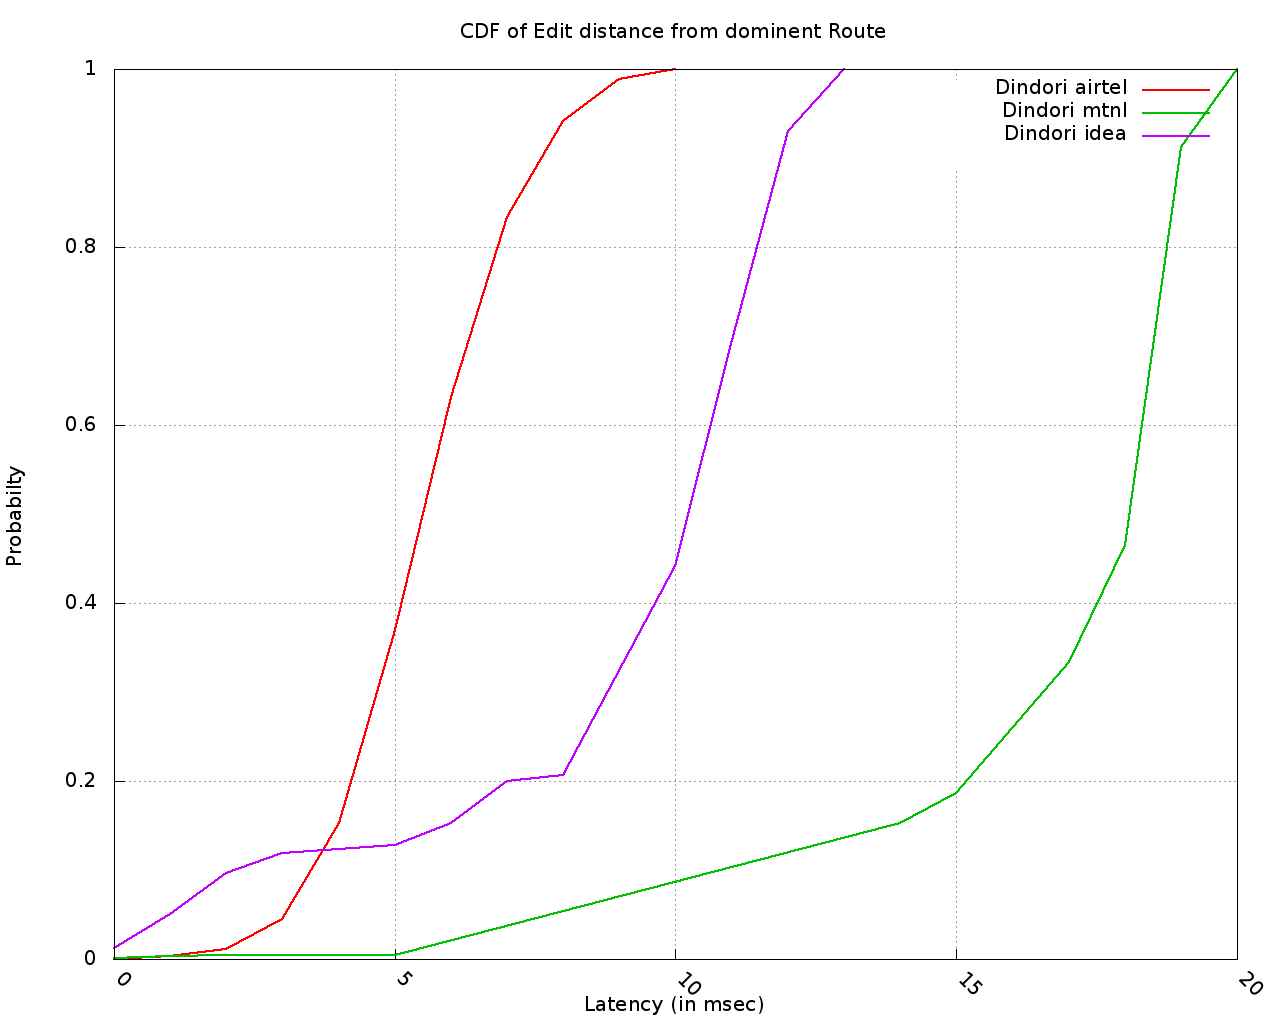 CDF of Edit distance from dominent Route
1
0.8
0.6
0.4
0.2
0
Probabilty
Dindori airtel
Dindori mtnl
Dindori idea
0
5
10
15
20
Latency (in msec)